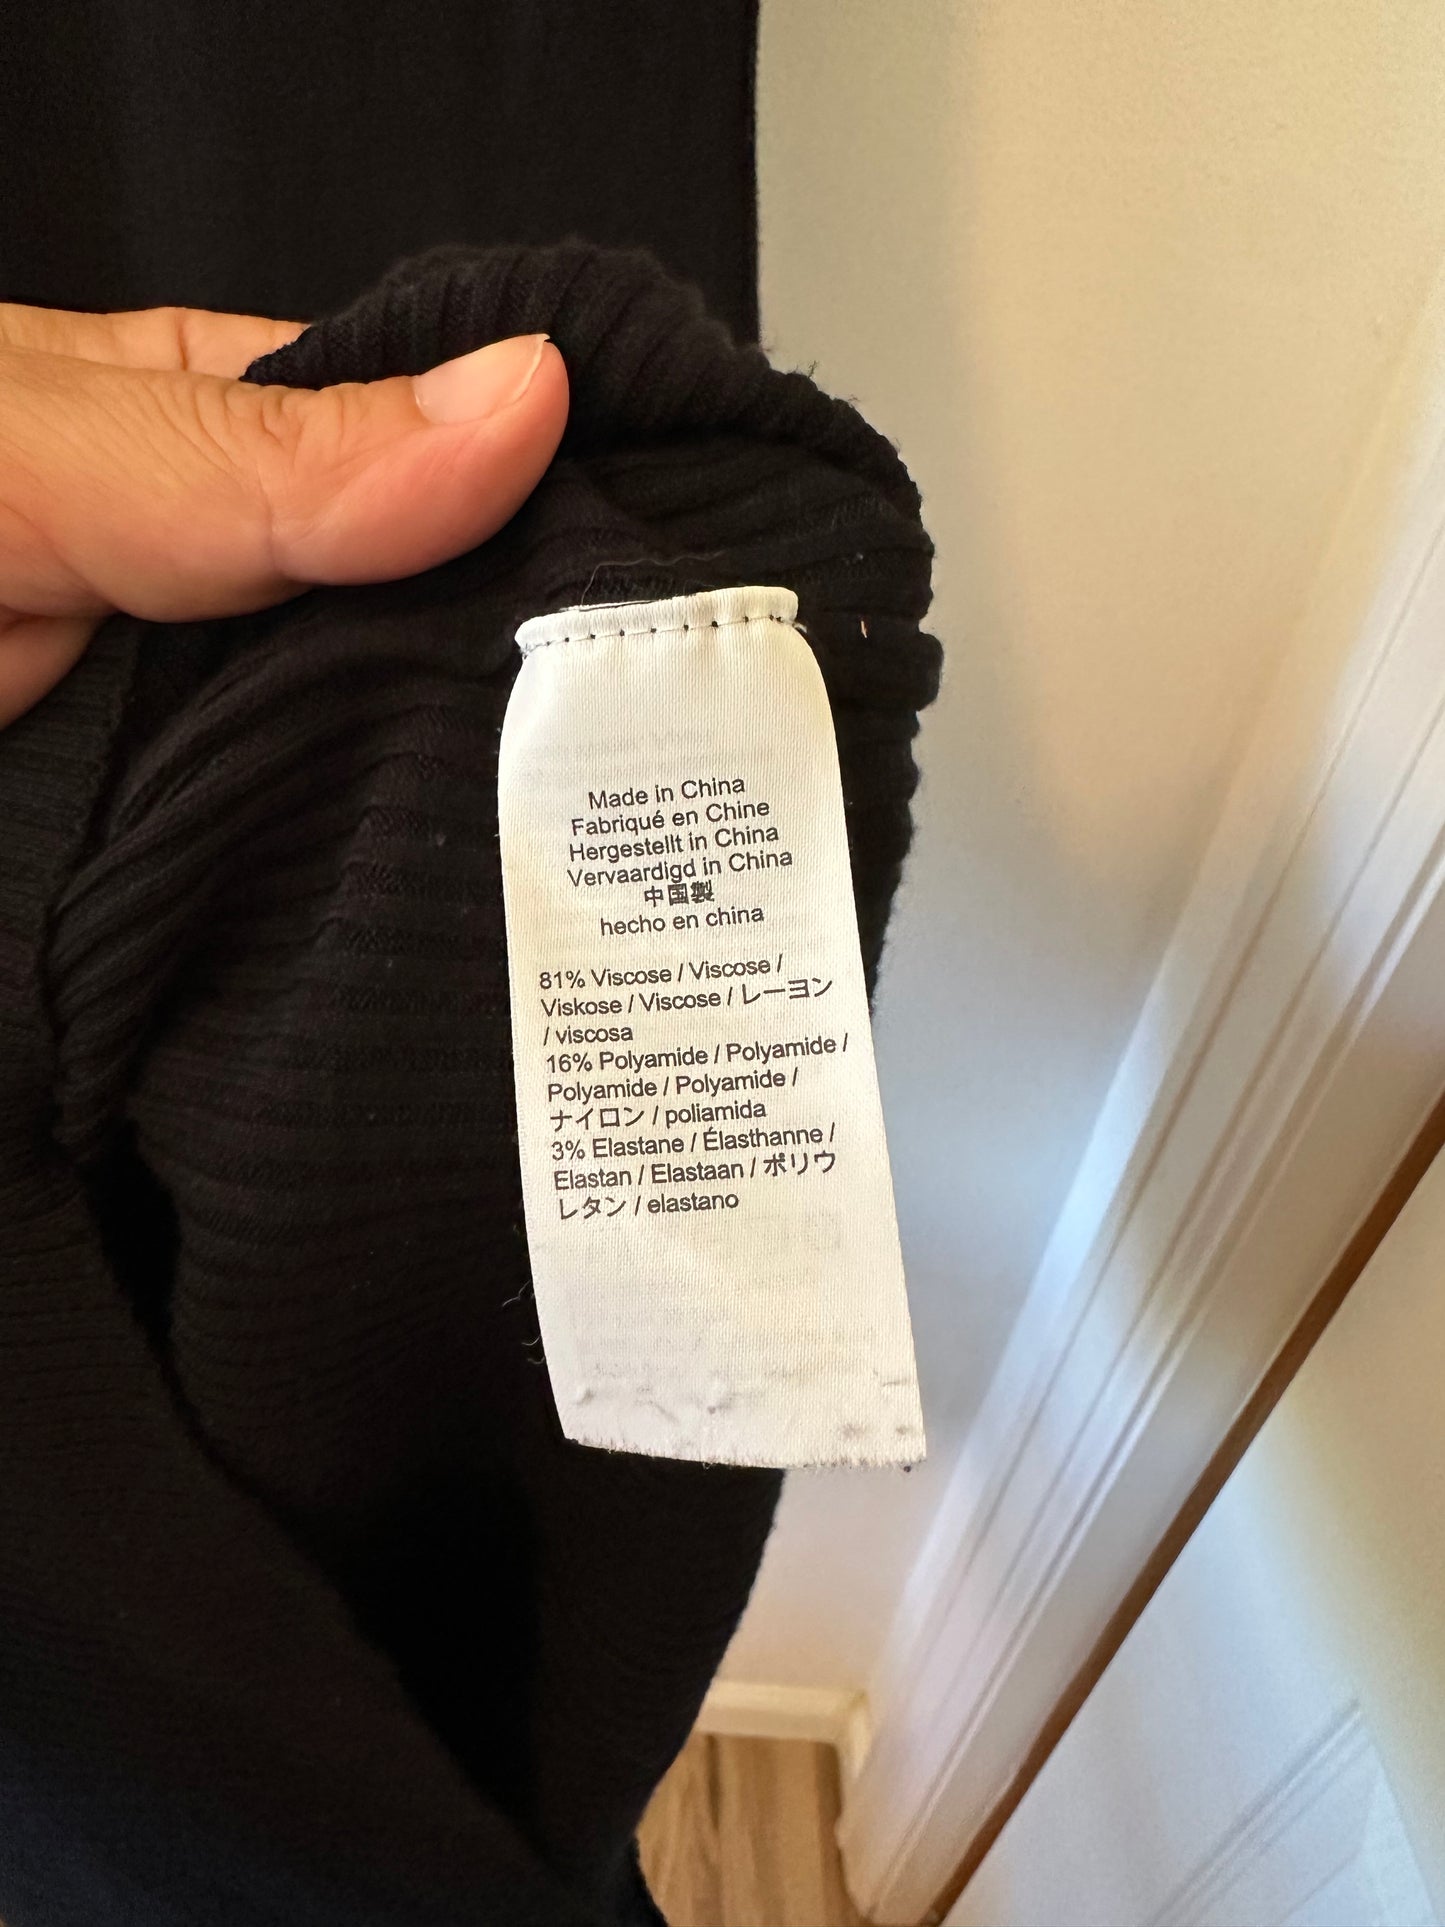 Made in China
Fabriqué en Chine
Hergestellt in China
Vervaardigd in China
中国製
hecho en china
81% Viscose / Viscose /
Viskose / Viscose / レーヨン
/ viscosa
16% Polyamide / Polyamide /
Polyamide / Polyamide /
ナイロン / poliamida
3% Elastane / Élasthanne /
Elastan / Elastaan / ポリウ
レタン / elastano